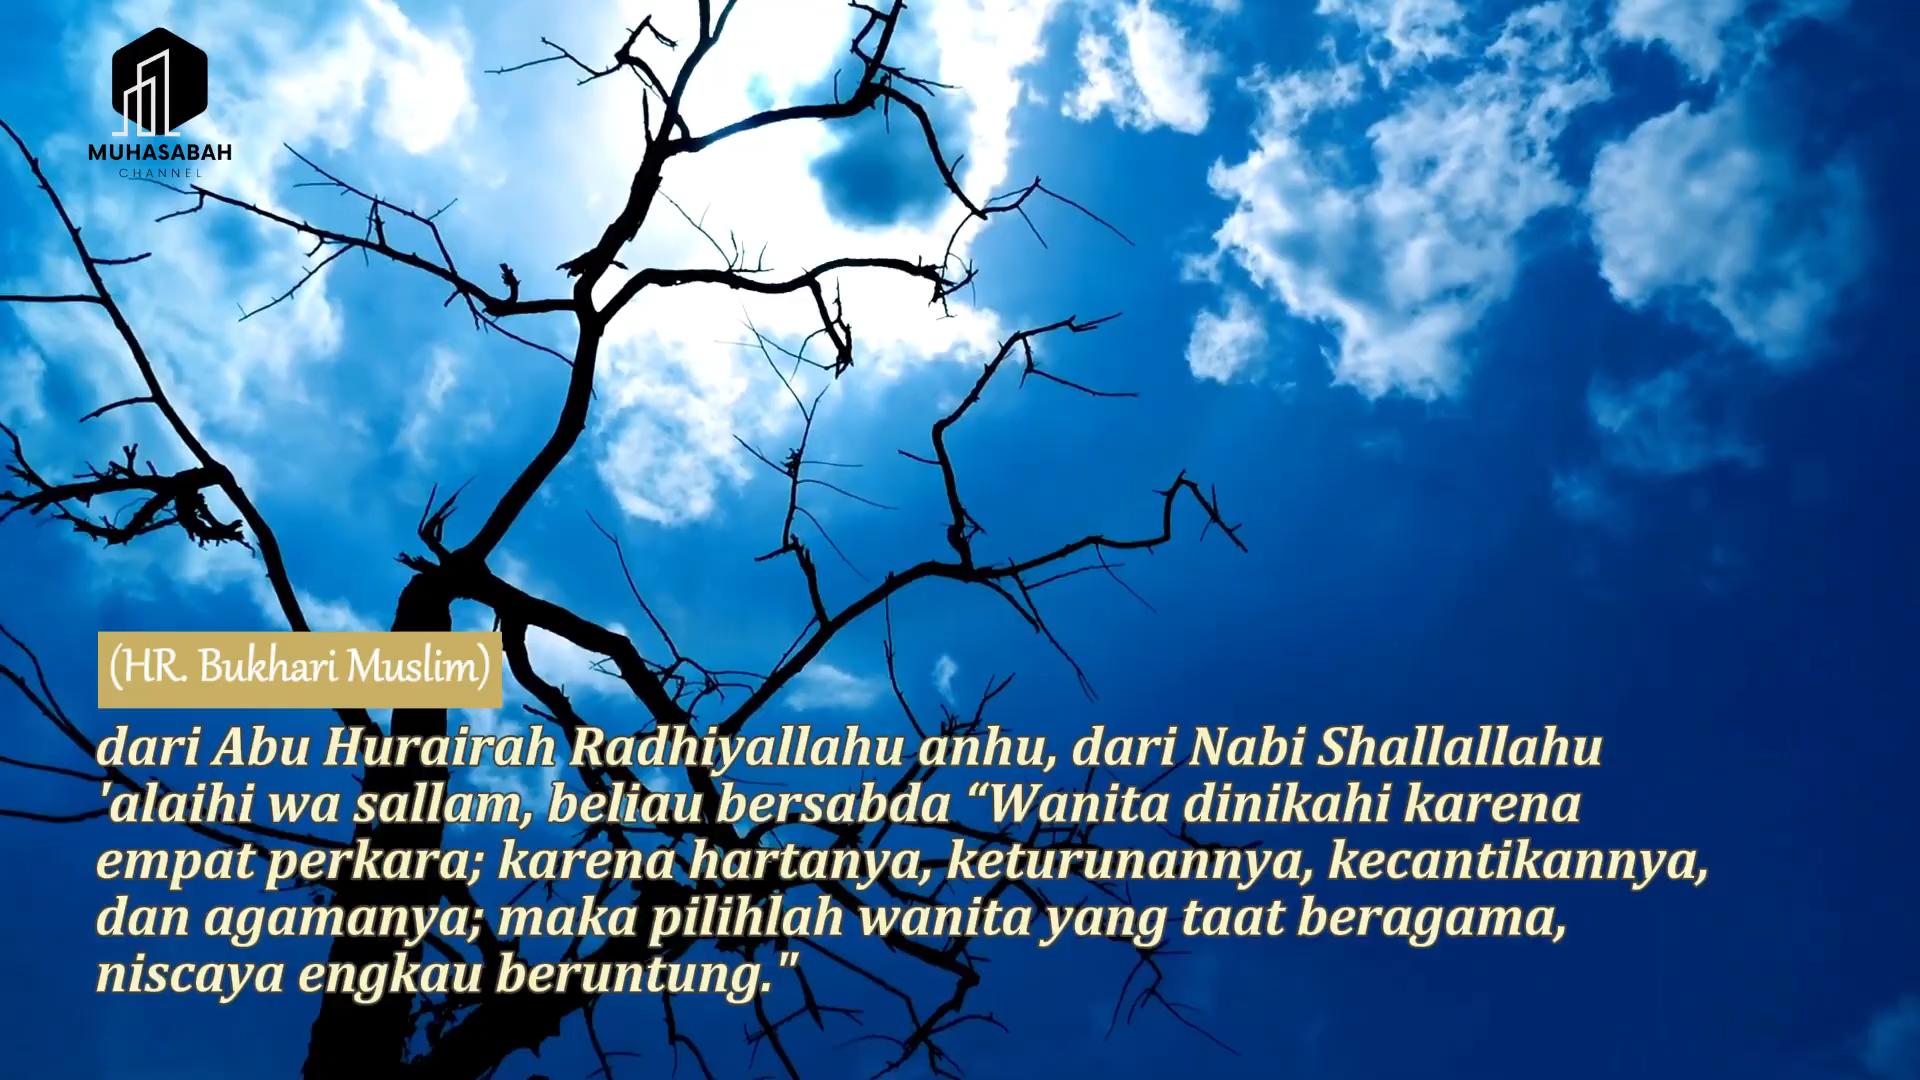 MUHASABAH
CHANNEL
(HR. Bukhari Muslim)
dari Abu Hurairah Radhiyallahu anhu, dari Nabi Shallallahu
'alaihi wa sallam, beliau bersabda “Wanita dinikahi karena
empat perkara; karena hartanya, keturunannya, kecantikannya,
dan agamanya; maka pilihlah wanita yang taat beragama,
niscaya engkau beruntung."